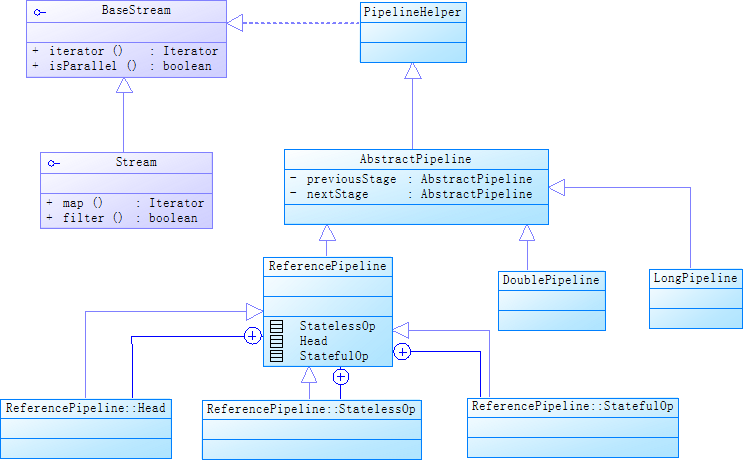 BaseStream
+ iterator () : Iterator
+ isParallel () : boolean
PipelineHelper
Stream
+ map () : Iterator
+ filter () : boolean
AbstractPipeline
- previousStage : AbstractPipeline
- nextStage : AbstractPipeline
ReferencePipeline
StatelessOp
Head
StatefulOp
DoublePipeline
LongPipeline
ReferencePipeline::Head
ReferencePipeline::StatelessOp
ReferencePipeline::StatefulOp